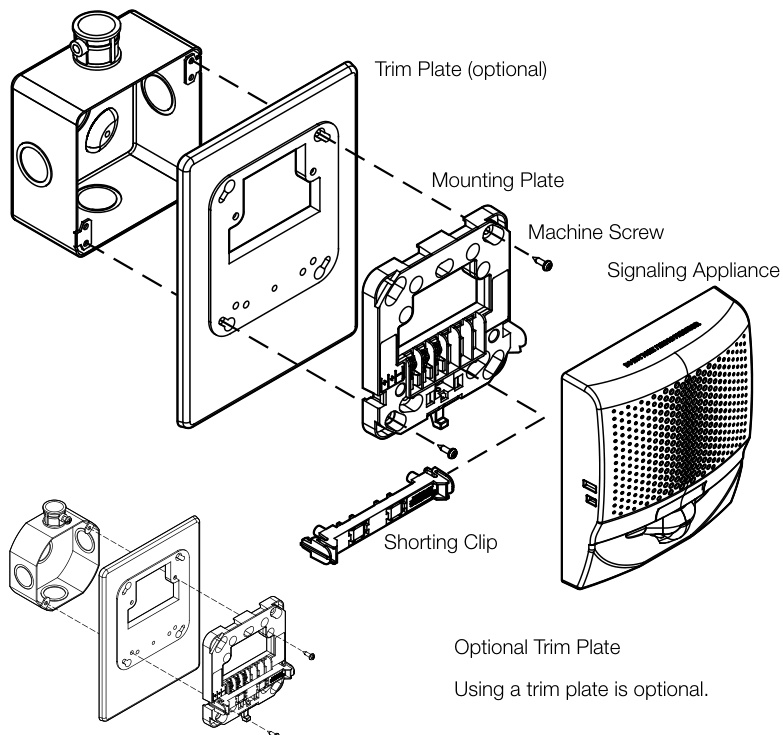 Trim Plate (optional)
Mounting Plate
Machine Screw
Signaling Appliance
Shorting Clip
Optional Trim Plate
Using a trim plate is optional.